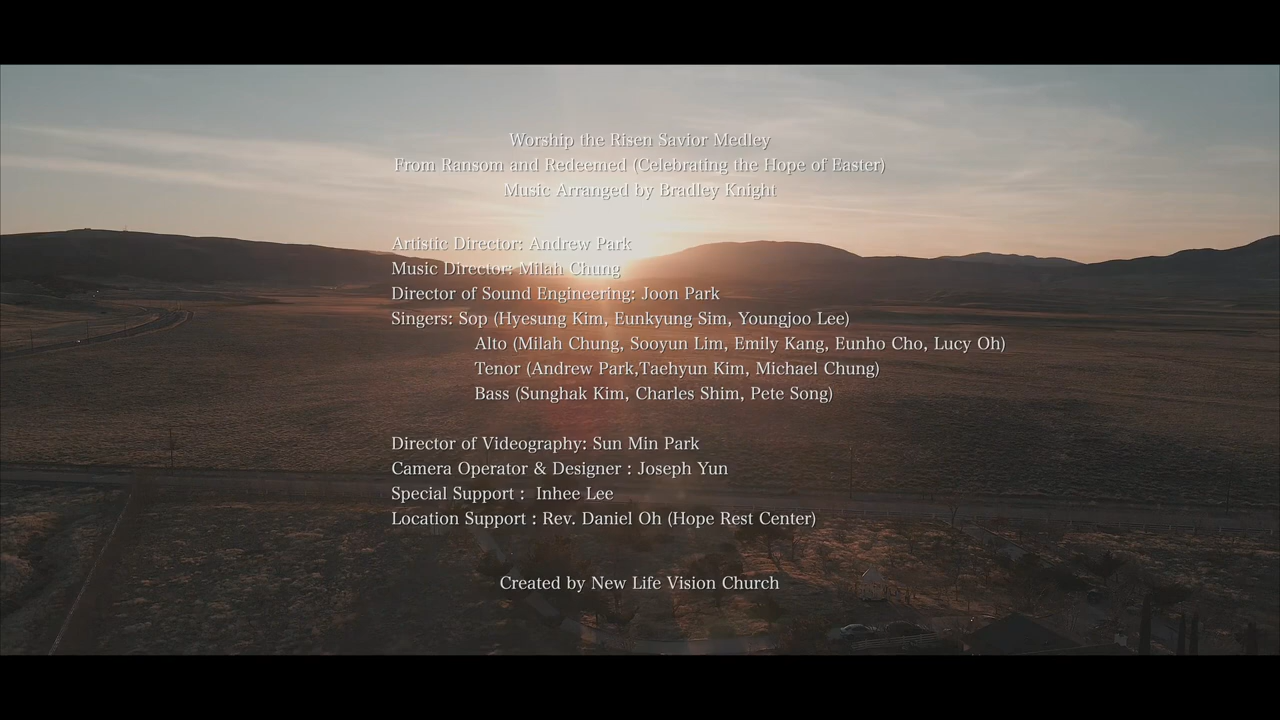 Worship the Risen Savior Medley
From Ransom and Redeemed (Celebrating the Hope of Easter)
Music Arranged by Bradley Knight
Artistic Director: Andrew Park
Music Director: Milah Chung
Director of Sound Engineering: Joon Park
Singers: Sop (Hyesung Kim, Eunkyung Sim, Youngjoo Lee)
Alto (Milah Chung, Sooyun Lim, Emily Kang, Eunho Cho, Lucy Oh)
Tenor (Andrew Park,Taehyun Kim, Michael Chung)
Bass (Sunghak Kim, Charles Shim, Pete Song)
Director of Videography: Sun Min Park
Camera Operator & Designer : Joseph Yun
Special Support :  Inhee Lee
Location Support : Rev. Daniel Oh (Hope Rest Center)
Created by New Life Vision Church